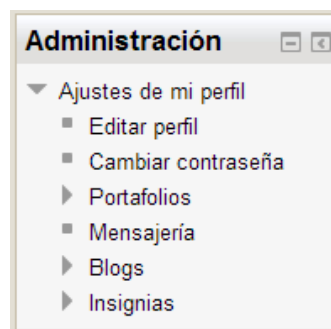 Administración
Ajustes de mi perfil
Editar perfil
Cambiar contraseña
Portafolios
Mensajería
Blogs
Insignias